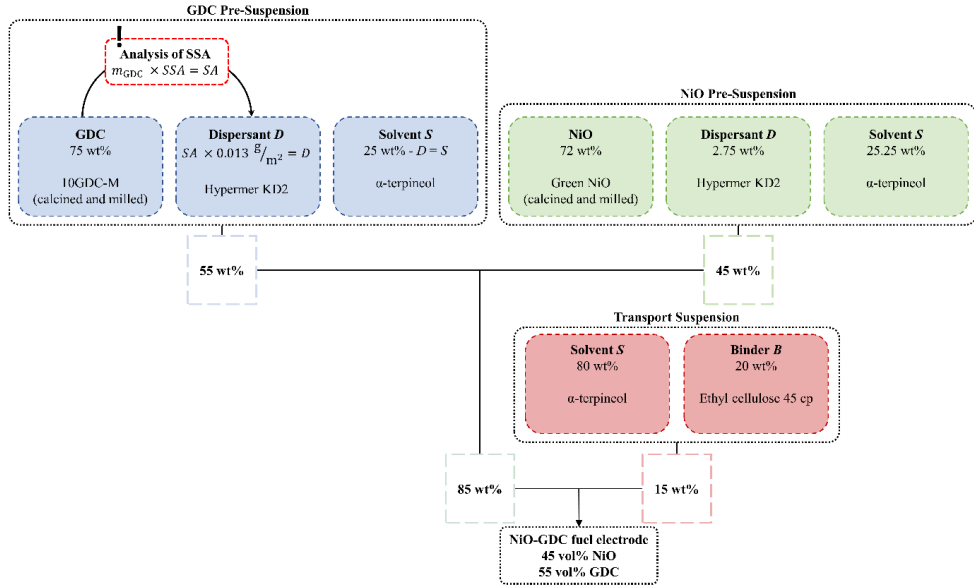 GDC Pre-Suspension
!
Analysis of SSA
m_GDC × SSA = SA
GDC
75 wt%
10GDC-M
(calcined and milled)
Dispersant D
SA × 0.013 g/m² = D
Hypermer KD2
Solvent S
25 wt% - D = S
α-terpineol
NiO Pre-Suspension
NiO
72 wt%
Green NiO
(calcined and milled)
Dispersant D
2.75 wt%
Hypermer KD2
Solvent S
25.25 wt%
α-terpineol
55 wt%
45 wt%
Transport Suspension
Solvent S
80 wt%
α-terpineol
Binder B
20 wt%
Ethyl cellulose 45 cp
85 wt%
15 wt%
NiO-GDC fuel electrode
45 vol% NiO
55 vol% GDC